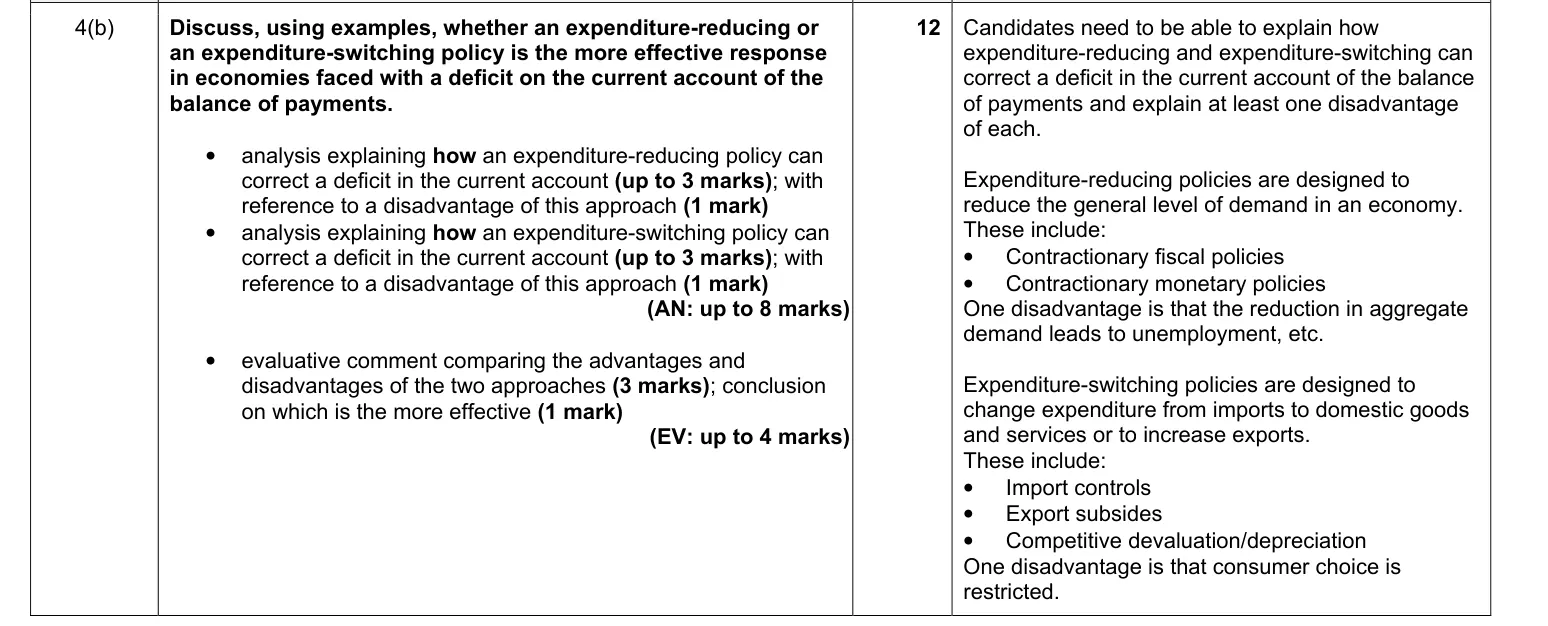 4(b)
Discuss, using examples, whether an expenditure-reducing or
an expenditure-switching policy is the more effective response
in economies faced with a deficit on the current account of the
balance of payments.
• analysis explaining how an expenditure-reducing policy can
correct a deficit in the current account (up to 3 marks); with
reference to a disadvantage of this approach (1 mark)
• analysis explaining how an expenditure-switching policy can
correct a deficit in the current account (up to 3 marks); with
reference to a disadvantage of this approach (1 mark)
(AN: up to 8 marks)
• evaluative comment comparing the advantages and
disadvantages of the two approaches (3 marks); conclusion
on which is the more effective (1 mark)
(EV: up to 4 marks)
12
Candidates need to be able to explain how
expenditure-reducing and expenditure-switching can
correct a deficit in the current account of the balance
of payments and explain at least one disadvantage
of each.
Expenditure-reducing policies are designed to
reduce the general level of demand in an economy.
These include:
• Contractionary fiscal policies
• Contractionary monetary policies
One disadvantage is that the reduction in aggregate
demand leads to unemployment, etc.
Expenditure-switching policies are designed to
change expenditure from imports to domestic goods
and services or to increase exports.
These include:
• Import controls
• Export subsides
• Competitive devaluation/depreciation
One disadvantage is that consumer choice is
restricted.